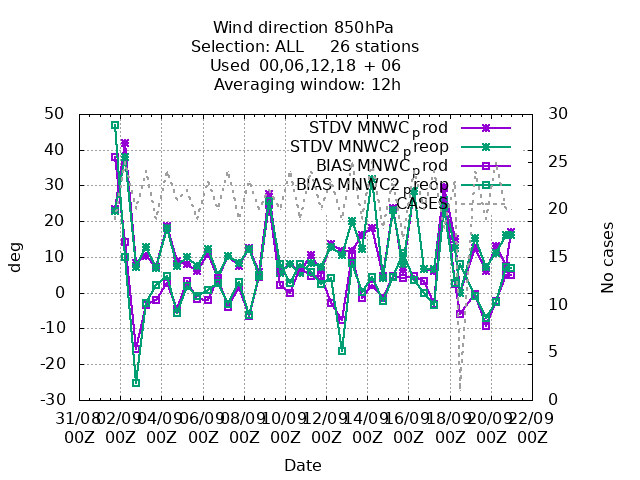 Wind direction 850hPa
Selection: ALL 26 stations
Used 00,06,12,18 + 06
Averaging window: 12h
50
40
30
20
10
0
-10
-20
-30
deg
30
25
20
15
10
5
0
No cases
STDV MNWCprod
STDV MNWC2preop
BIAS MNWCprod
BIAS MNWC2preop
CASES
31/08 02/09 04/09 06/09 08/09 10/09 12/09 14/09 16/09 18/09 20/09 22/09
00Z 00Z 00Z 00Z 00Z 00Z 00Z 00Z 00Z 00Z 00Z 00Z
Date